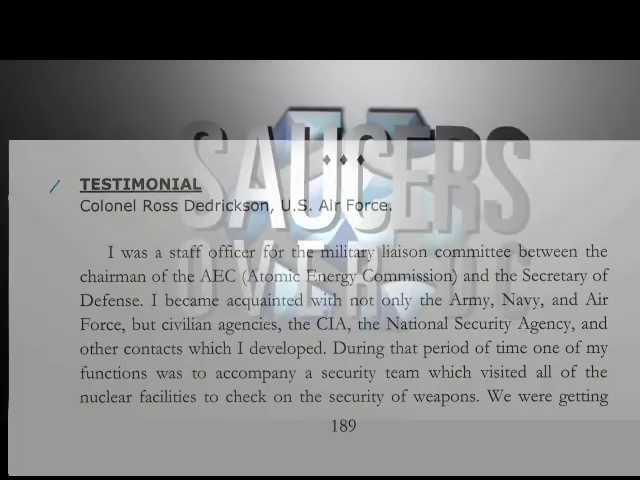 SAUCERS
OVER DC
TESTIMONIAL
Colonel Ross Dedrickson, U.S. Air Force.
I was a staff officer for the military liaison committee between the
chairman of the AEC (Atomic Energy Commission) and the Secretary of
Defense. I became acquainted with not only the Army, Navy, and Air
Force, but civilian agencies, the CIA, the National Security Agency, and
other contacts which I developed. During that period of time one of my
functions was to accompany a security team which visited all of the
nuclear facilities to check on the security of weapons. We were getting
189